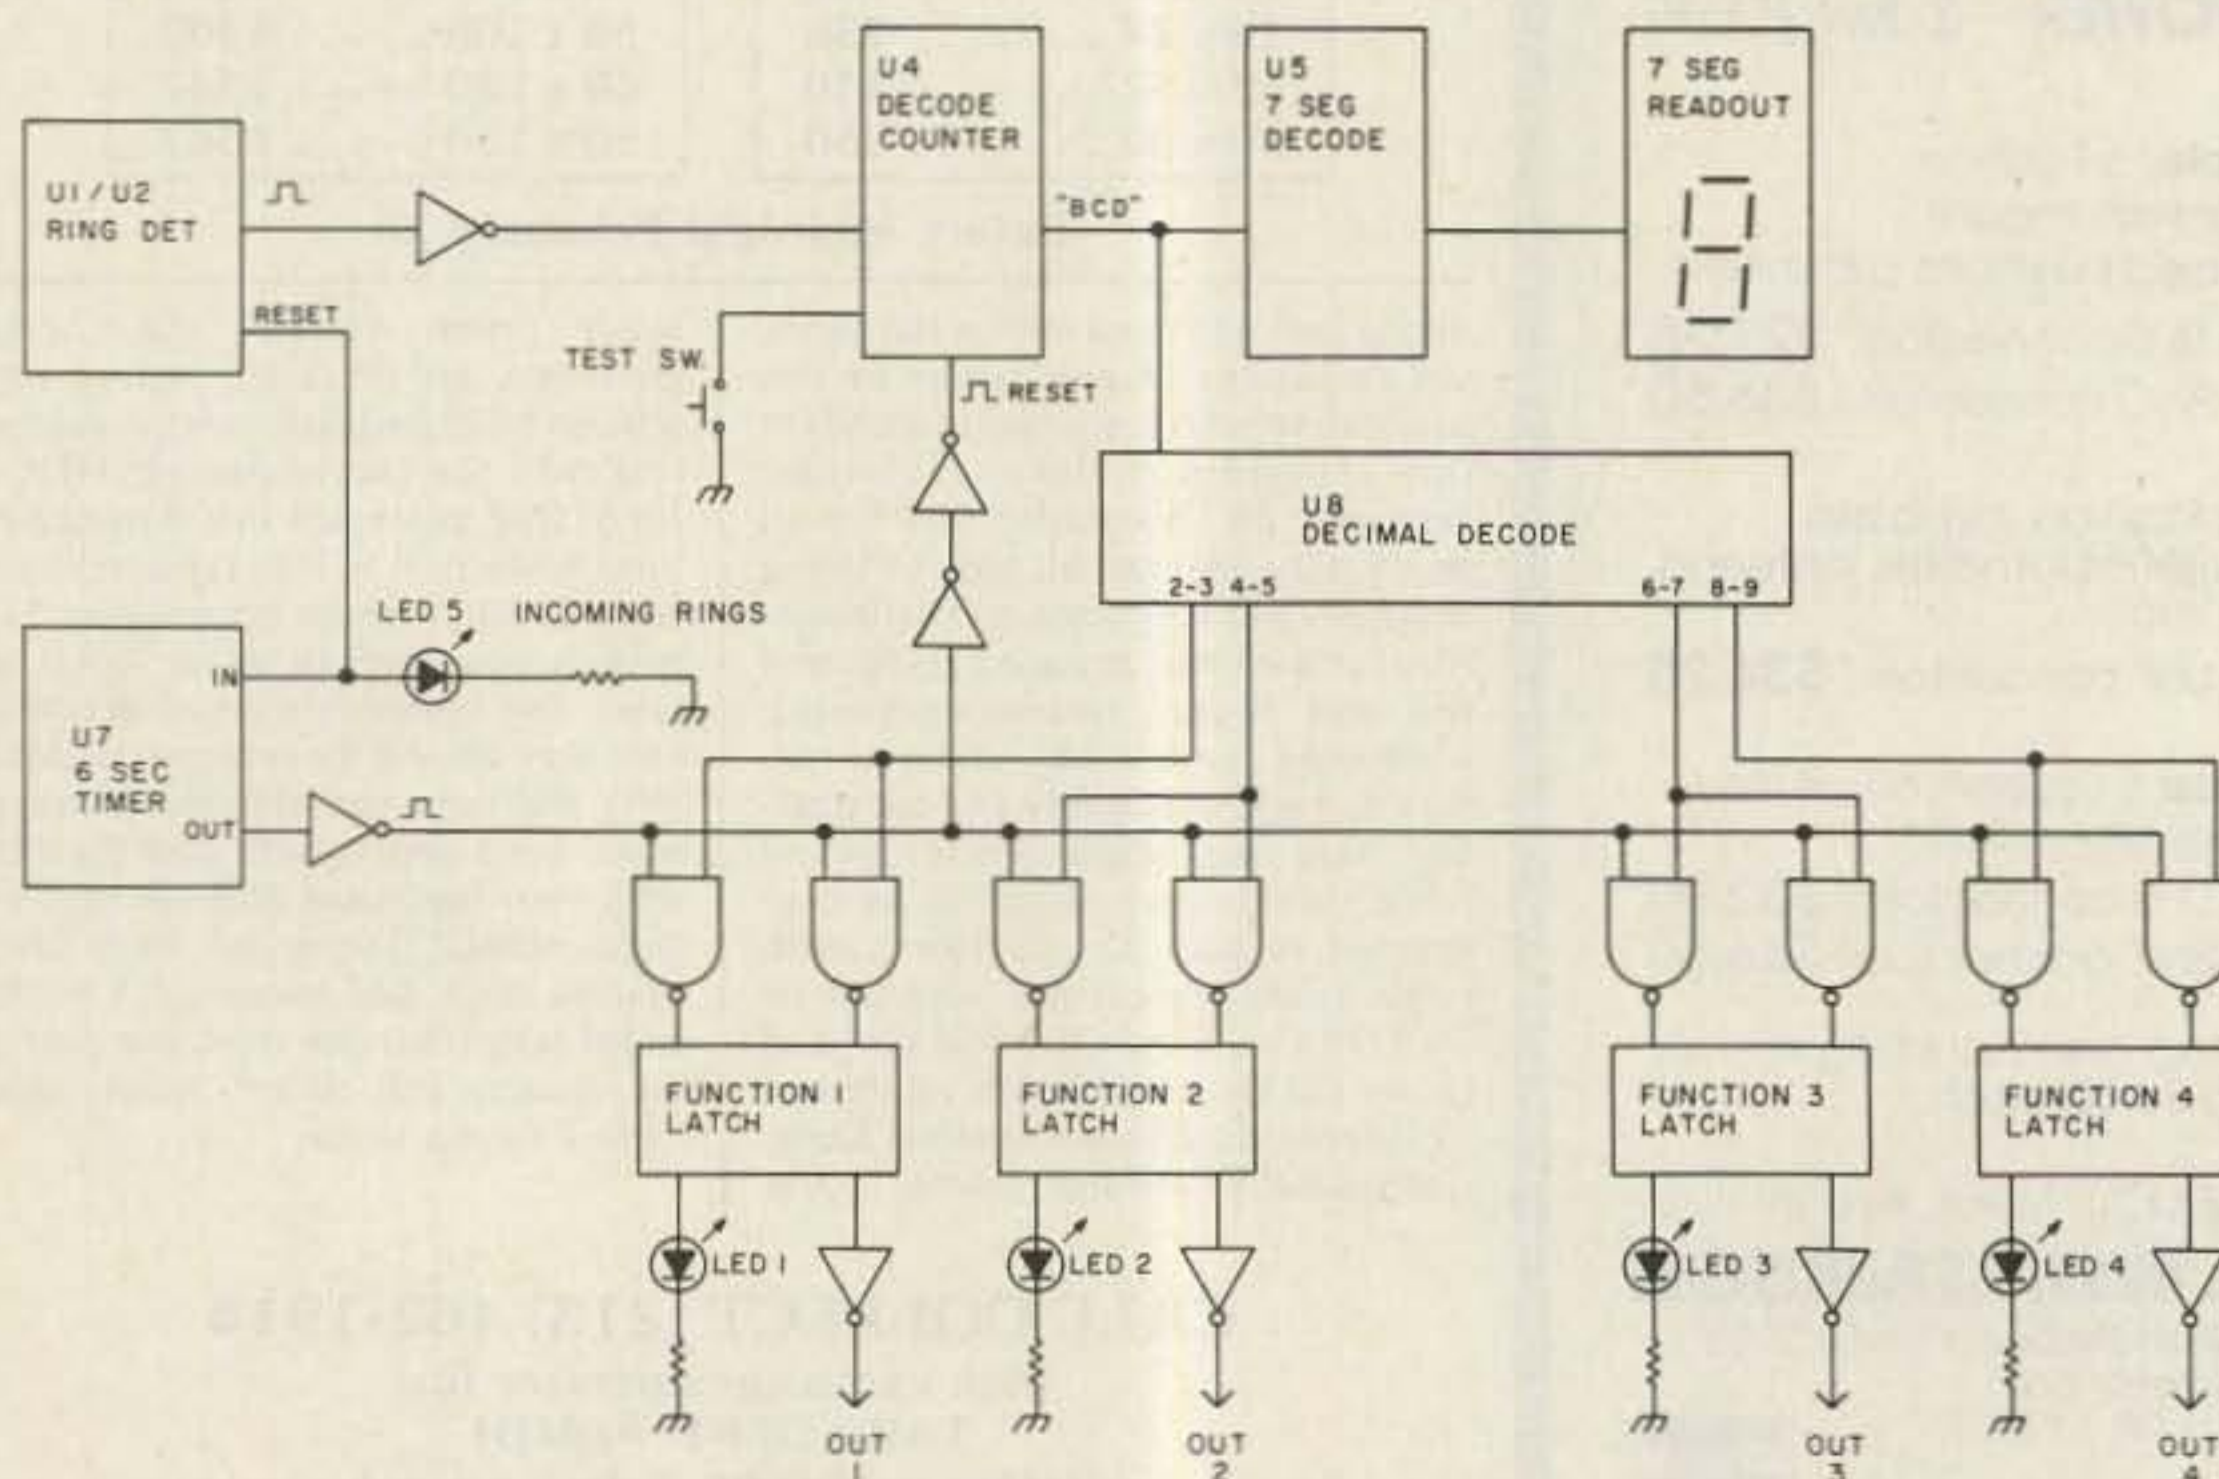 U4
DECODE
COUNTER
U5
7 SEG
DECODE
7 SEG
READOUT
U1/U2
RING DET
"BCD"
RESET
TEST SW.
RESET
U8
DECIMAL DECODE
2-3 4-5
6-7 8-9
LED 5 INCOMING RINGS
IN
U7
6 SEC
TIMER
OUT
FUNCTION 1
LATCH
FUNCTION 2
LATCH
FUNCTION 3
LATCH
FUNCTION 4
LATCH
LED 1
LED 2
LED 3
LED 4
OUT
1
OUT
2
OUT
3
OUT
4